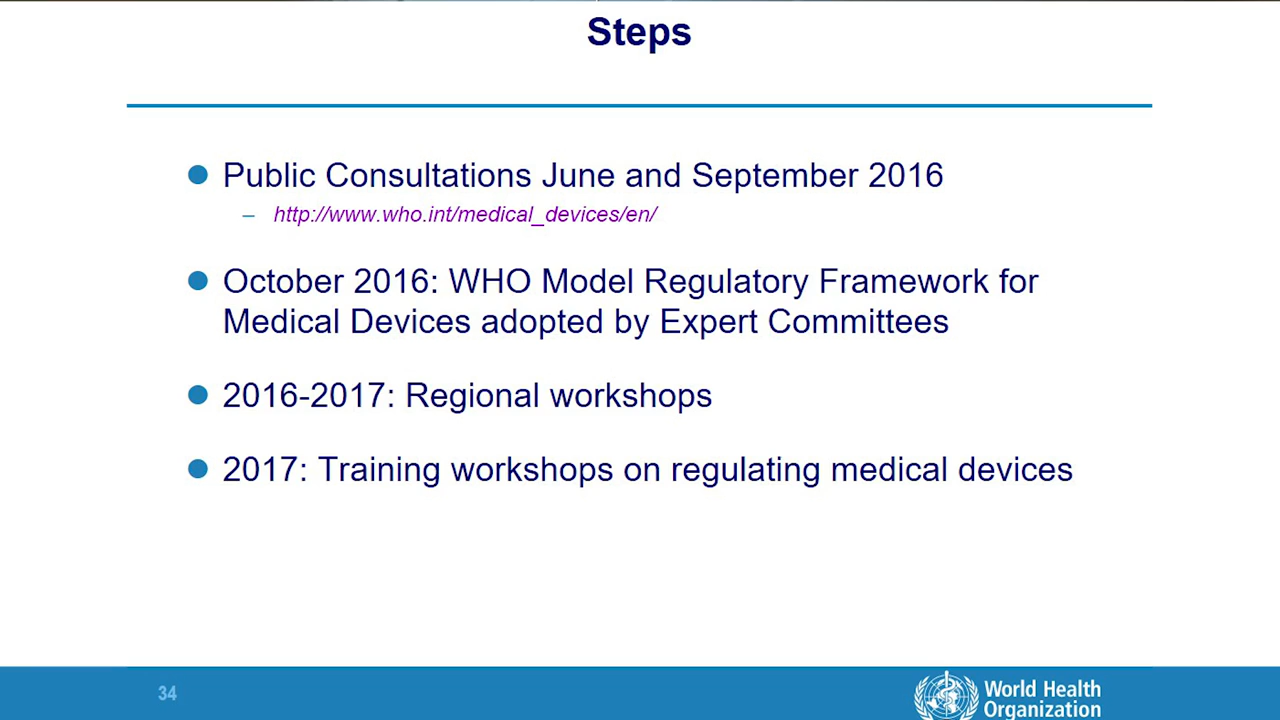 Steps
Public Consultations June and September 2016
– http://www.who.int/medical_devices/en/
October 2016: WHO Model Regulatory Framework for
Medical Devices adopted by Expert Committees
2016-2017: Regional workshops
2017: Training workshops on regulating medical devices
34
World Health
Organization